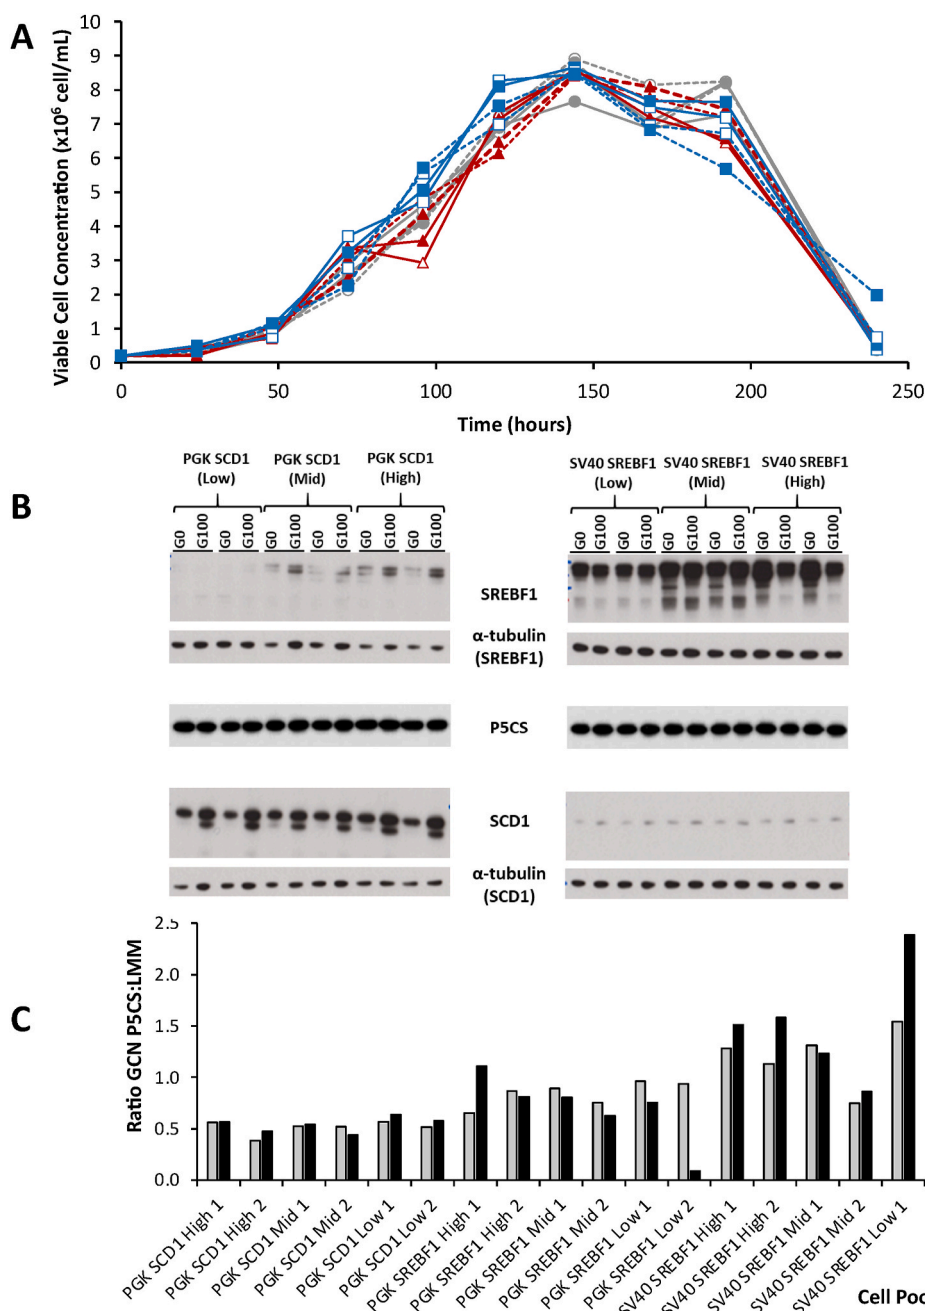 A
Viable Cell Concentration (x10⁶ cell/mL)
10
9
8
7
6
5
4
3
2
1
0
0 50 100 150 200 250
Time (hours)
B
PGK SCD1 (Low)
PGK SCD1 (Mid)
PGK SCD1 (High)
SV40 SREBF1 (Low)
SV40 SREBF1 (Mid)
SV40 SREBF1 (High)
G0 G100 G0 G100 G0 G100 G0 G100 G0 G100 G0 G100
G0 G100 G0 G100 G0 G100 G0 G100 G0 G100 G0 G100
SREBF1
α-tubulin
(SREBF1)
P5CS
SCD1
α-tubulin
(SCD1)
C
Ratio GCN P5CS:LMM
2.5
2.0
1.5
1.0
0.5
0.0
PGK SCD1 High 1
PGK SCD1 High 2
PGK SCD1 Mid 1
PGK SCD1 Mid 2
PGK SCD1 Low 1
PGK SCD1 Low 2
PGK SREBF1 High 1
PGK SREBF1 High 2
PGK SREBF1 Mid 1
PGK SREBF1 Mid 2
PGK SREBF1 Low 1
PGK SREBF1 Low 2
SV40 SREBF1 High 1
SV40 SREBF1 High 2
SV40 SREBF1 Mid 1
SV40 SREBF1 Mid 2
SV40 SREBF1 Low 1
Cell Poo